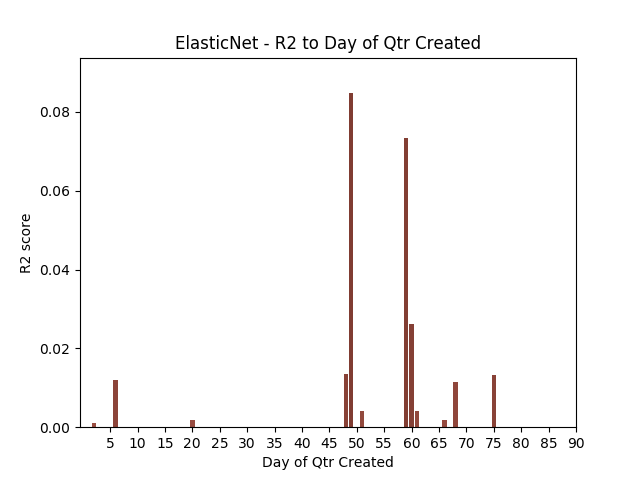 ElasticNet - R2 to Day of Qtr Created
0.08
0.06
0.04
0.02
0.00
R2 score
5 10 15 20 25 30 35 40 45 50 55 60 65 70 75 80 85 90
Day of Qtr Created